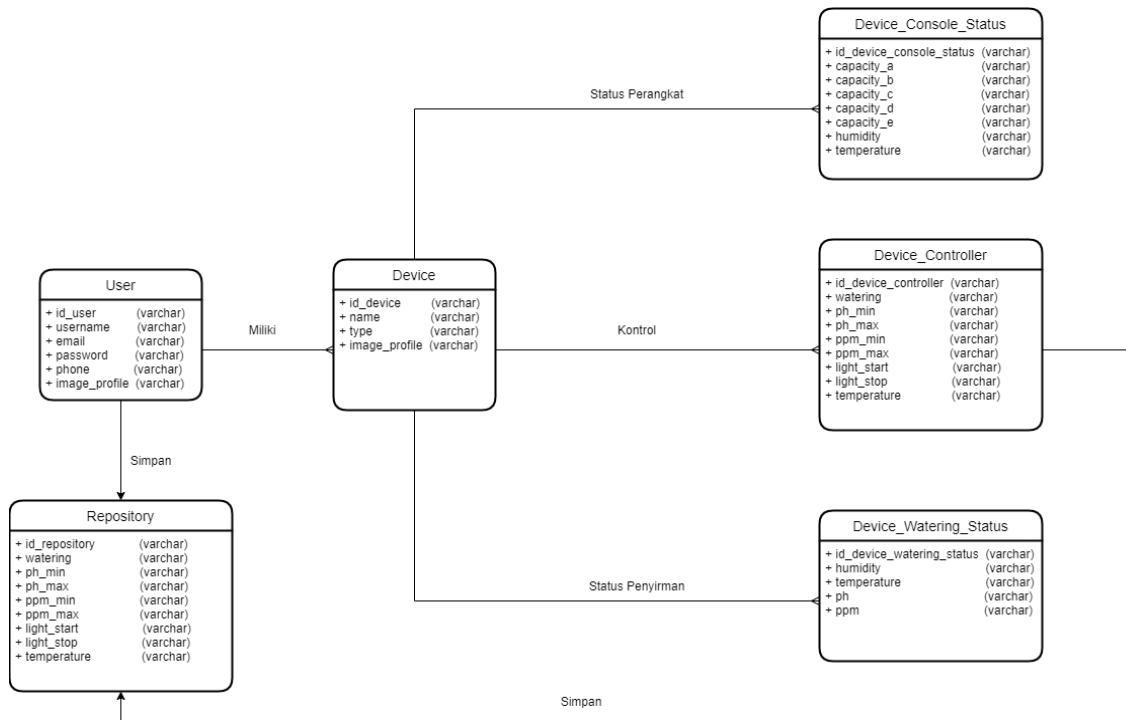 Device_Console_Status
+ id_device_console_status (varchar)
+ capacity_a (varchar)
+ capacity_b (varchar)
+ capacity_c (varchar)
+ capacity_d (varchar)
+ capacity_e (varchar)
+ humidity (varchar)
+ temperature (varchar)
Status Perangkat
User
+ id_user (varchar)
+ username (varchar)
+ email (varchar)
+ password (varchar)
+ phone (varchar)
+ image_profile (varchar)
Miliki
Device
+ id_device (varchar)
+ name (varchar)
+ type (varchar)
+ image_profile (varchar)
Kontrol
Device_Controller
+ id_device_controller (varchar)
+ watering (varchar)
+ ph_min (varchar)
+ ph_max (varchar)
+ ppm_min (varchar)
+ ppm_max (varchar)
+ light_start (varchar)
+ light_stop (varchar)
+ temperature (varchar)
Simpan
Repository
+ id_repository (varchar)
+ watering (varchar)
+ ph_min (varchar)
+ ph_max (varchar)
+ ppm_min (varchar)
+ ppm_max (varchar)
+ light_start (varchar)
+ light_stop (varchar)
+ temperature (varchar)
Status Penyirman
Device_Watering_Status
+ id_device_watering_status (varchar)
+ humidity (varchar)
+ temperature (varchar)
+ ph (varchar)
+ ppm (varchar)
Simpan